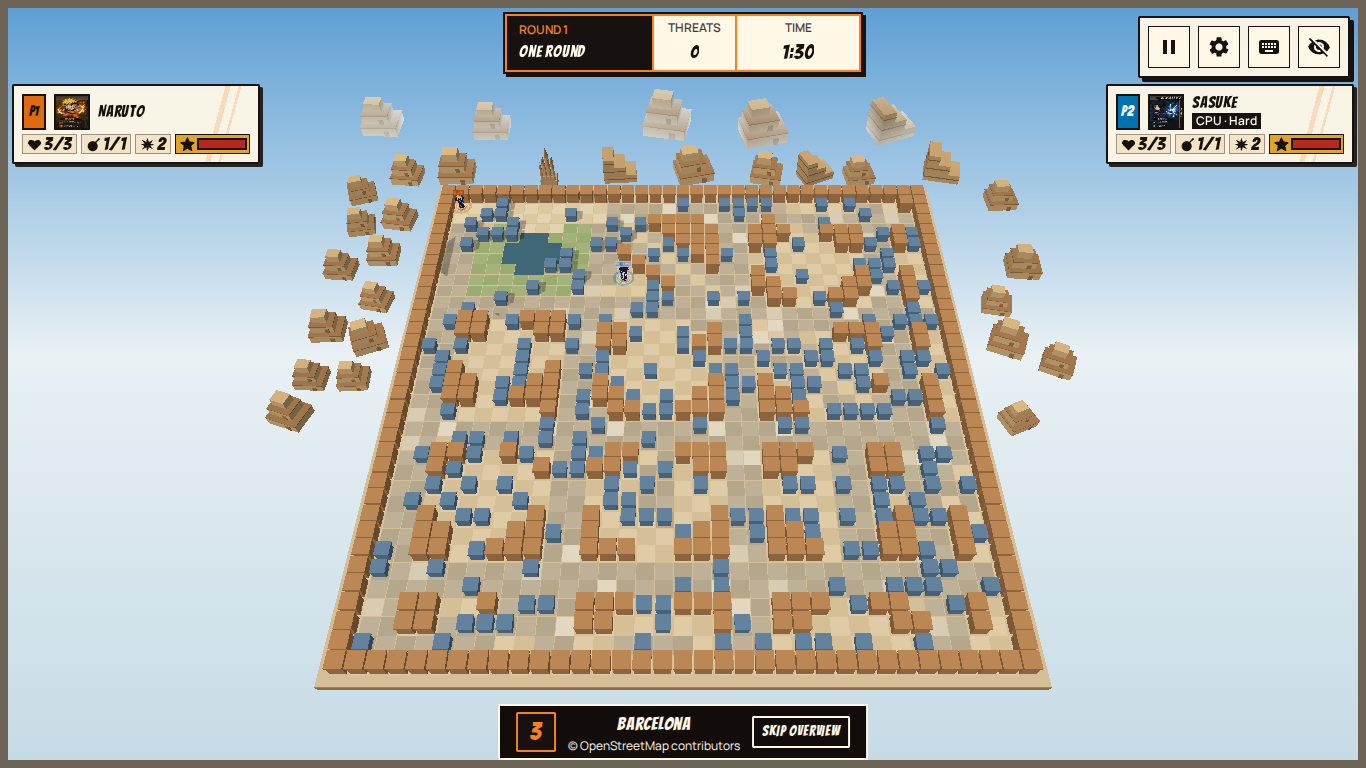 ROUND 1
ONE ROUND
THREATS
0
TIME
1:30
P1
NARUTO
3/3
1/1
2
P2
SASUKE
CPU · Hard
3/3
1/1
2
3
BARCELONA
© OpenStreetMap contributors
SKIP OVERVIEW